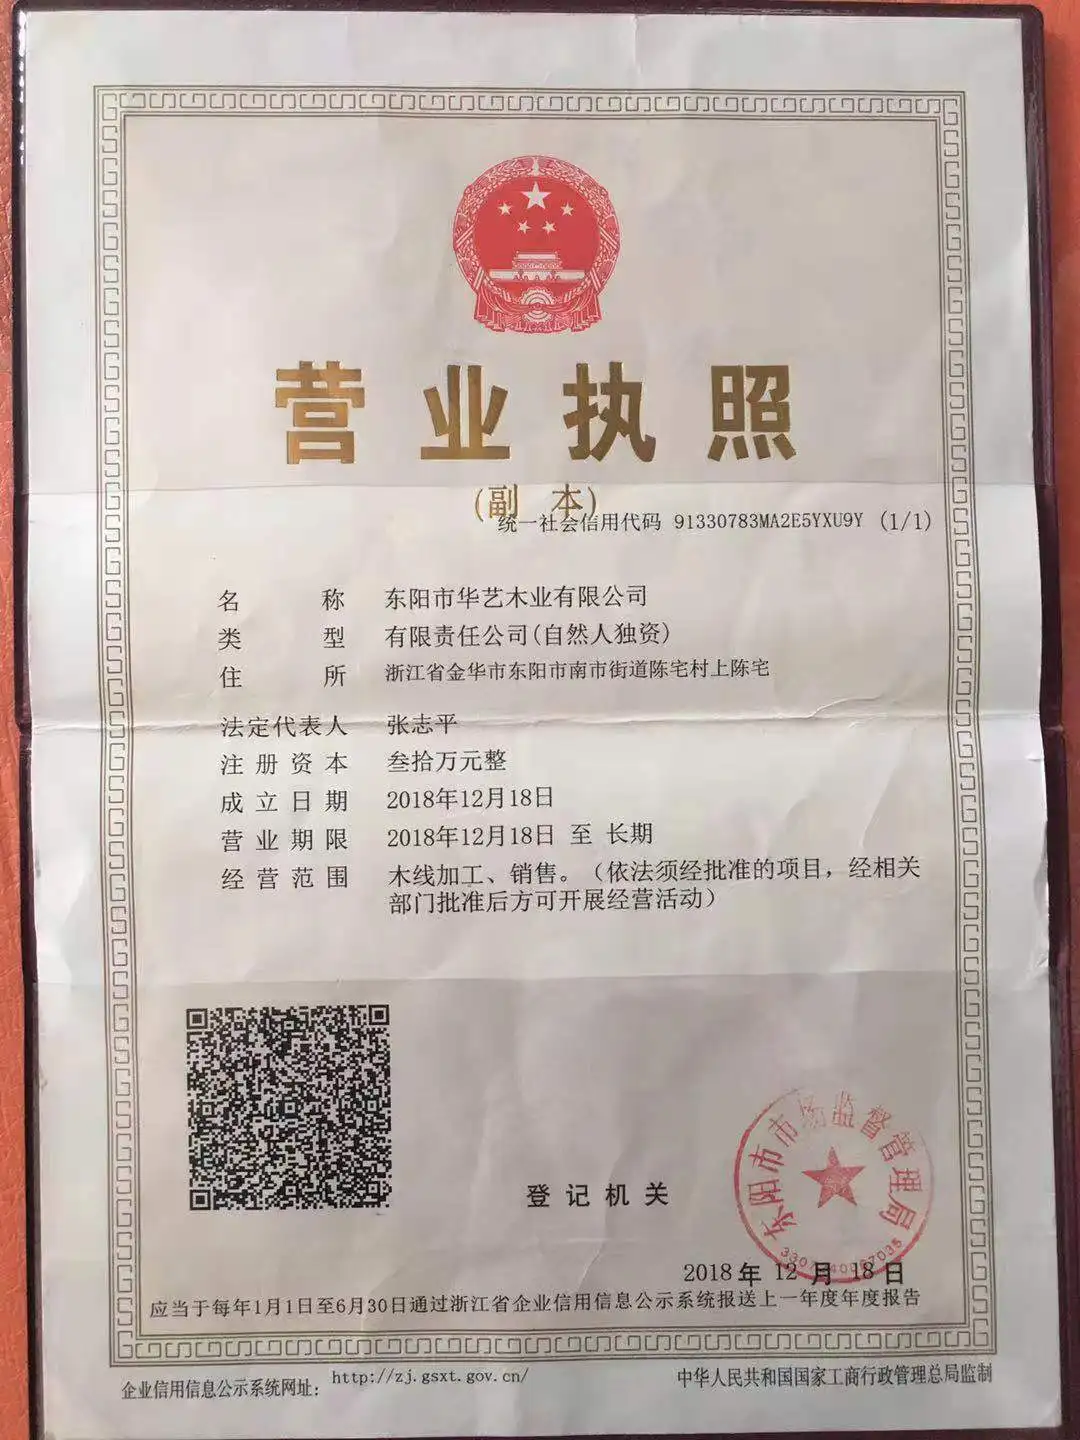 营业执照
(副 本)
统一社会信用代码 91330783MA2E5YXU9Y (1/1)
名 称 东阳市华艺木业有限公司
类 型 有限责任公司(自然人独资)
住 所 浙江省金华市东阳市南市街道陈宅村上陈宅
法定代表人 张志平
注册资本 叁拾万元整
成立日期 2018年12月18日
营业期限 2018年12月18日 至 长期
经营范围 木线加工、销售。（依法须经批准的项目，经相关
部门批准后方可开展经营活动）
东阳市市场监督管理局
登记机关
2018 年 12 月 18 日
应当于每年1月1日至6月30日通过浙江省企业信用信息公示系统报送上一年度年度报告
企业信用信息公示系统网址： http://zj.gsxt.gov.cn/ 中华人民共和国国家工商行政管理总局监制